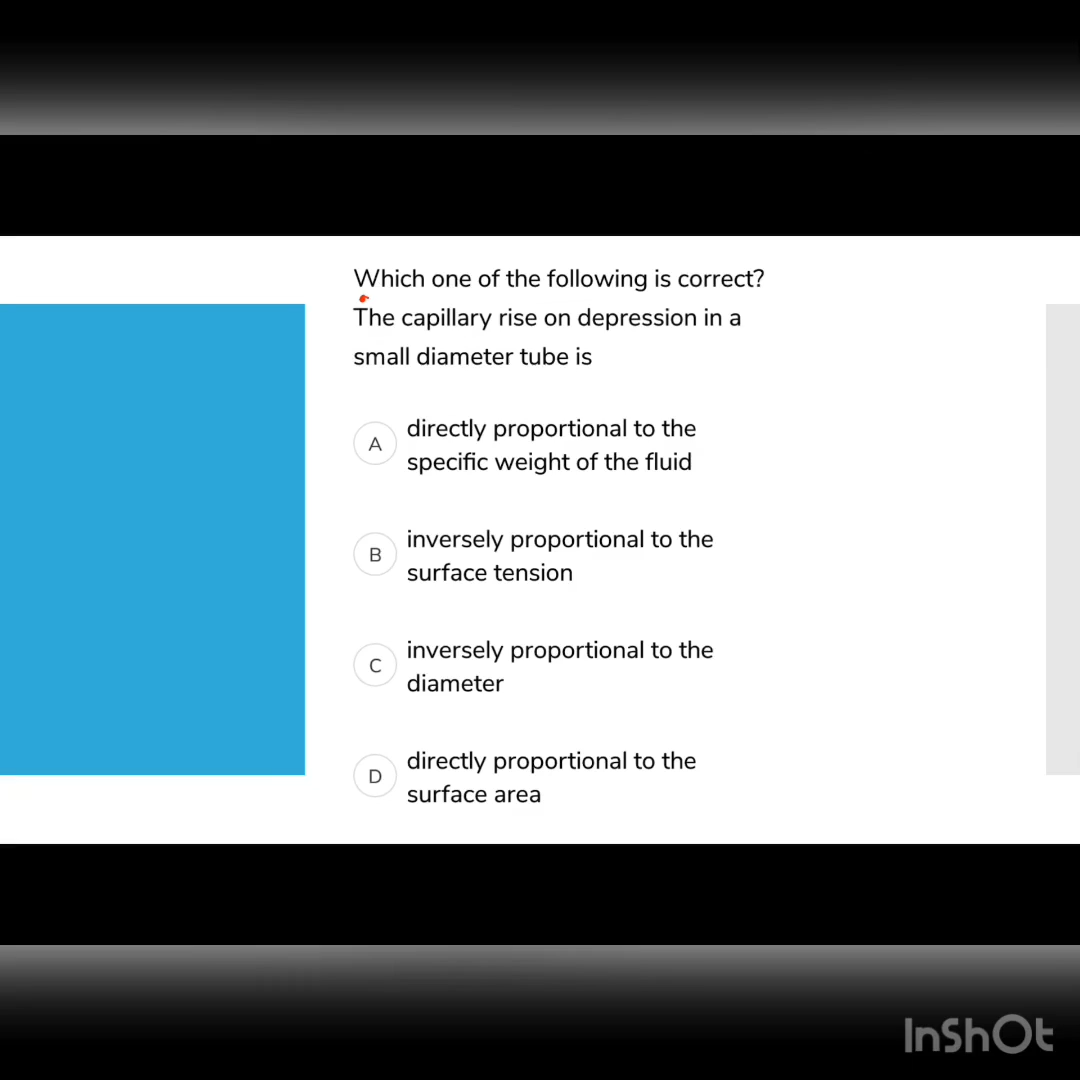 Which one of the following is correct?
The capillary rise on depression in a
small diameter tube is
A directly proportional to the
specific weight of the fluid
B inversely proportional to the
surface tension
C inversely proportional to the
diameter
D directly proportional to the
surface area
InShOt